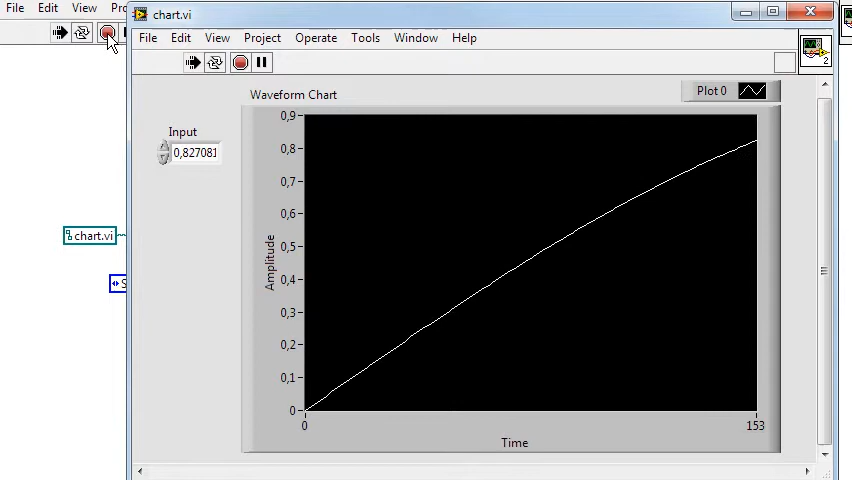 File Edit View Pro
chart.vi
File Edit View Project Operate Tools Window Help
2
Waveform Chart
Plot 0
Input
0,827081
0,9
0,8
0,7
0,6
0,5
0,4
0,3
0,2
0,1
0
Amplitude
0
153
Time
chart.vi
S